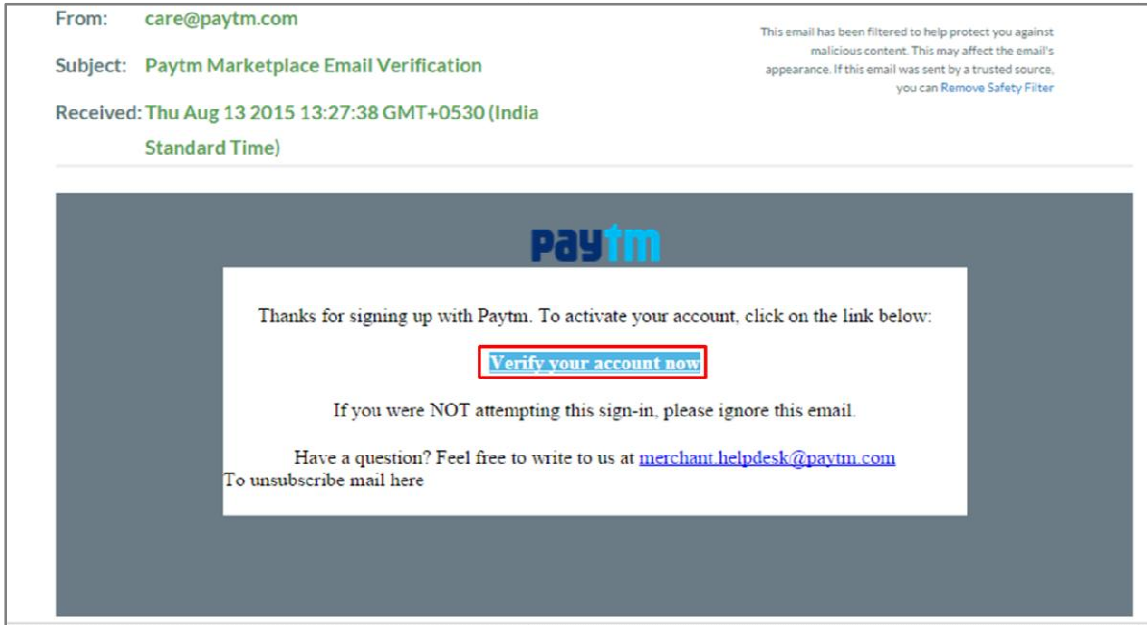 From: care@paytm.com
This email has been filtered to help protect you against
malicious content. This may affect the email's
appearance. If this email was sent by a trusted source,
you can Remove Safety Filter
Subject: Paytm Marketplace Email Verification
Received: Thu Aug 13 2015 13:27:38 GMT+0530 (India
Standard Time)
paytm
Thanks for signing up with Paytm. To activate your account, click on the link below:
Verify your account now
If you were NOT attempting this sign-in, please ignore this email.
Have a question? Feel free to write to us at merchant.helpdesk@paytm.com
To unsubscribe mail here